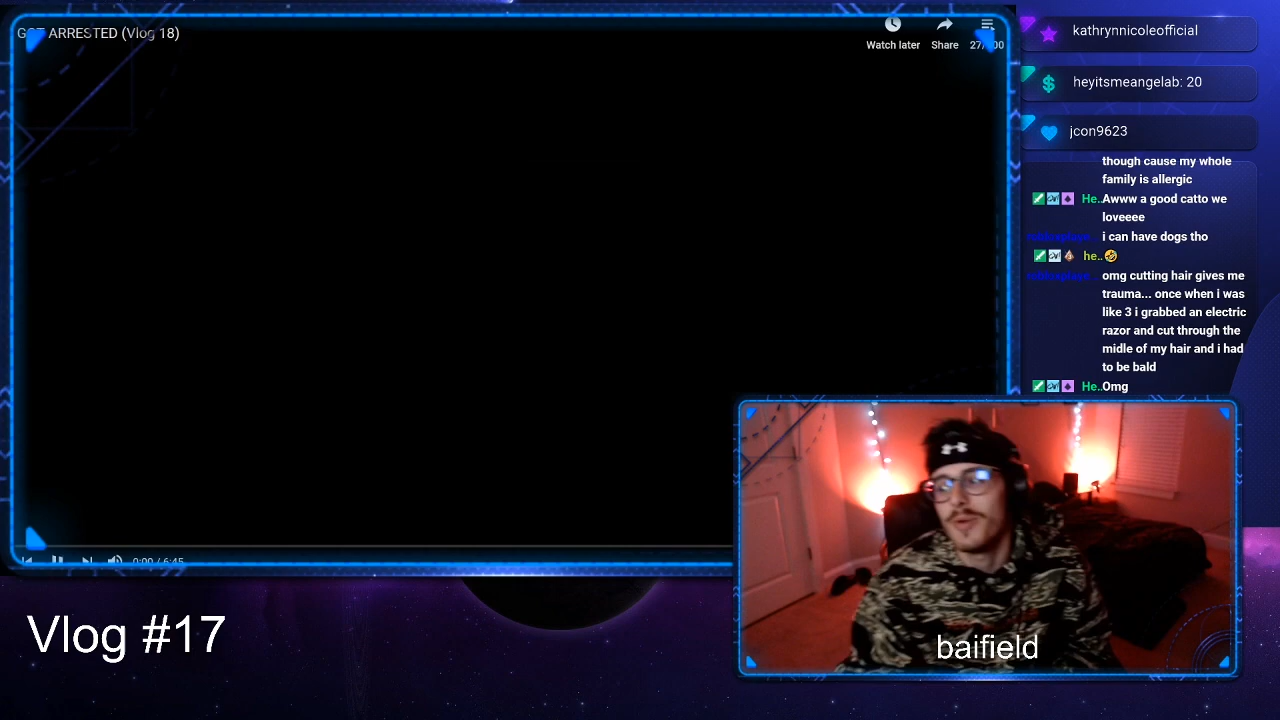 GOT ARRESTED (Vlog 18)
Watch later
Share
0:00 / 6:45
kathrynnicoleofficial
heyitsmeangelab: 20
jcon9623
though cause my whole
family is allergic
He..Awww a good catto we
loveeee
i can have dogs tho
he..
omg cutting hair gives me
trauma... once when i was
like 3 i grabbed an electric
razor and cut through the
midle of my hair and i had
to be bald
He..Omg
baifield
Vlog #17